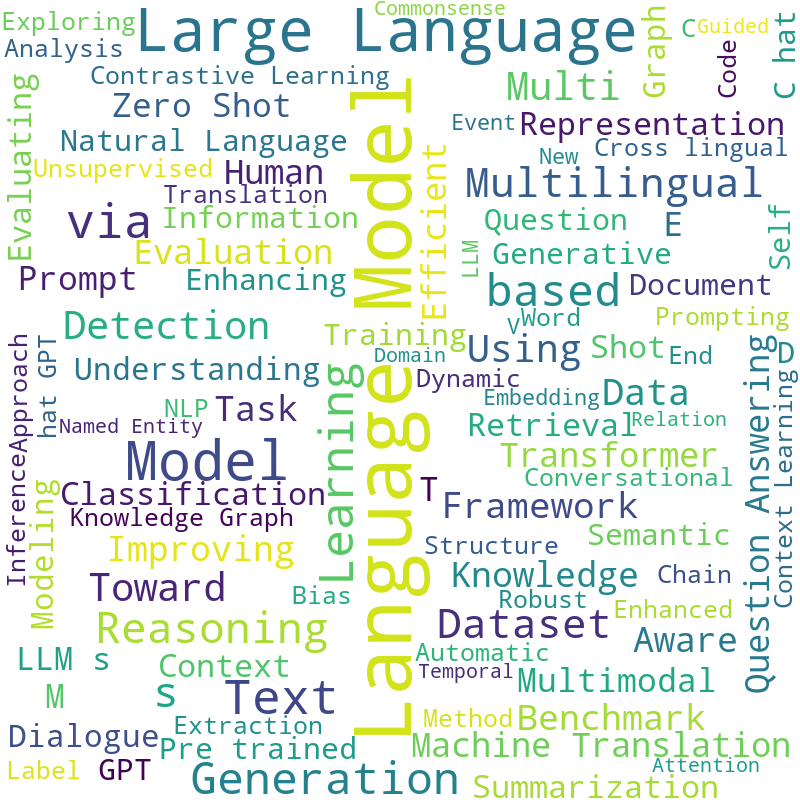 Commonsense
Exploring
Large Language
C
Guided
Analysis
Graph
Code
C hat
Contrastive Learning
Multi
Zero Shot
Evaluating
Language Model
Event
Representation
Natural Language
Cross lingual
New
Unsupervised
Human
Efficient
Multilingual
Translation
via
Information
Question
E
Self
Evaluation
LLM
Generative
Prompt
Enhancing
based
Document
Detection
Training
V
Word
Prompting
Using
Shot
End
D
Understanding
Domain
Dynamic
hat GPT
Approach
Embedding
Data
Question Answering
Context Learning
NLP
Task
Learning
Retrieval
Relation
Named Entity
Model
Transformer
Inference
Conversational
Classification
T
Framework
Modeling
Knowledge Graph
Semantic
Improving
Structure
Toward
Knowledge
Chain
Bias
Robust
Enhanced
Reasoning
Dataset
Aware
LLM s
Context
Automatic
Temporal
M
s
Text
Multimodal
Method
Benchmark
Dialogue
Extraction
Pre trained
Machine Translation
Label
GPT
Generation
Attention
Summarization